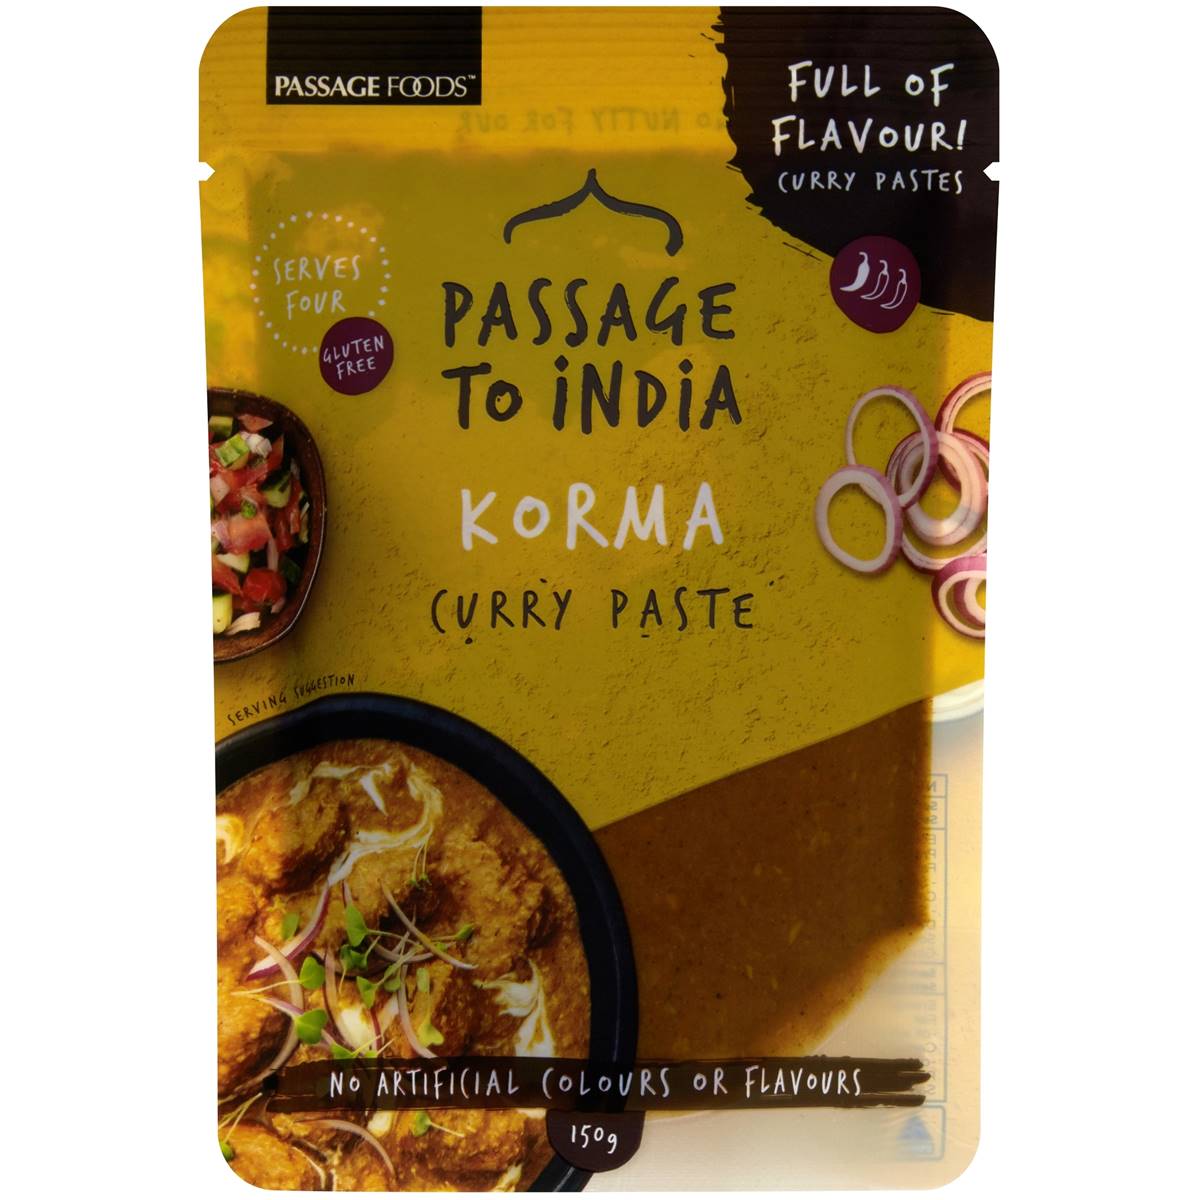 PASSAGE FOODS™
FULL OF
FLAVOUR!
CURRY PASTES
SERVES
FOUR
GLUTEN
FREE
PASSAGE
TO INDIA
KORMA
CURRY PASTE
SERVING SUGGESTION
NO ARTIFICIAL COLOURS OR FLAVOURS
150g